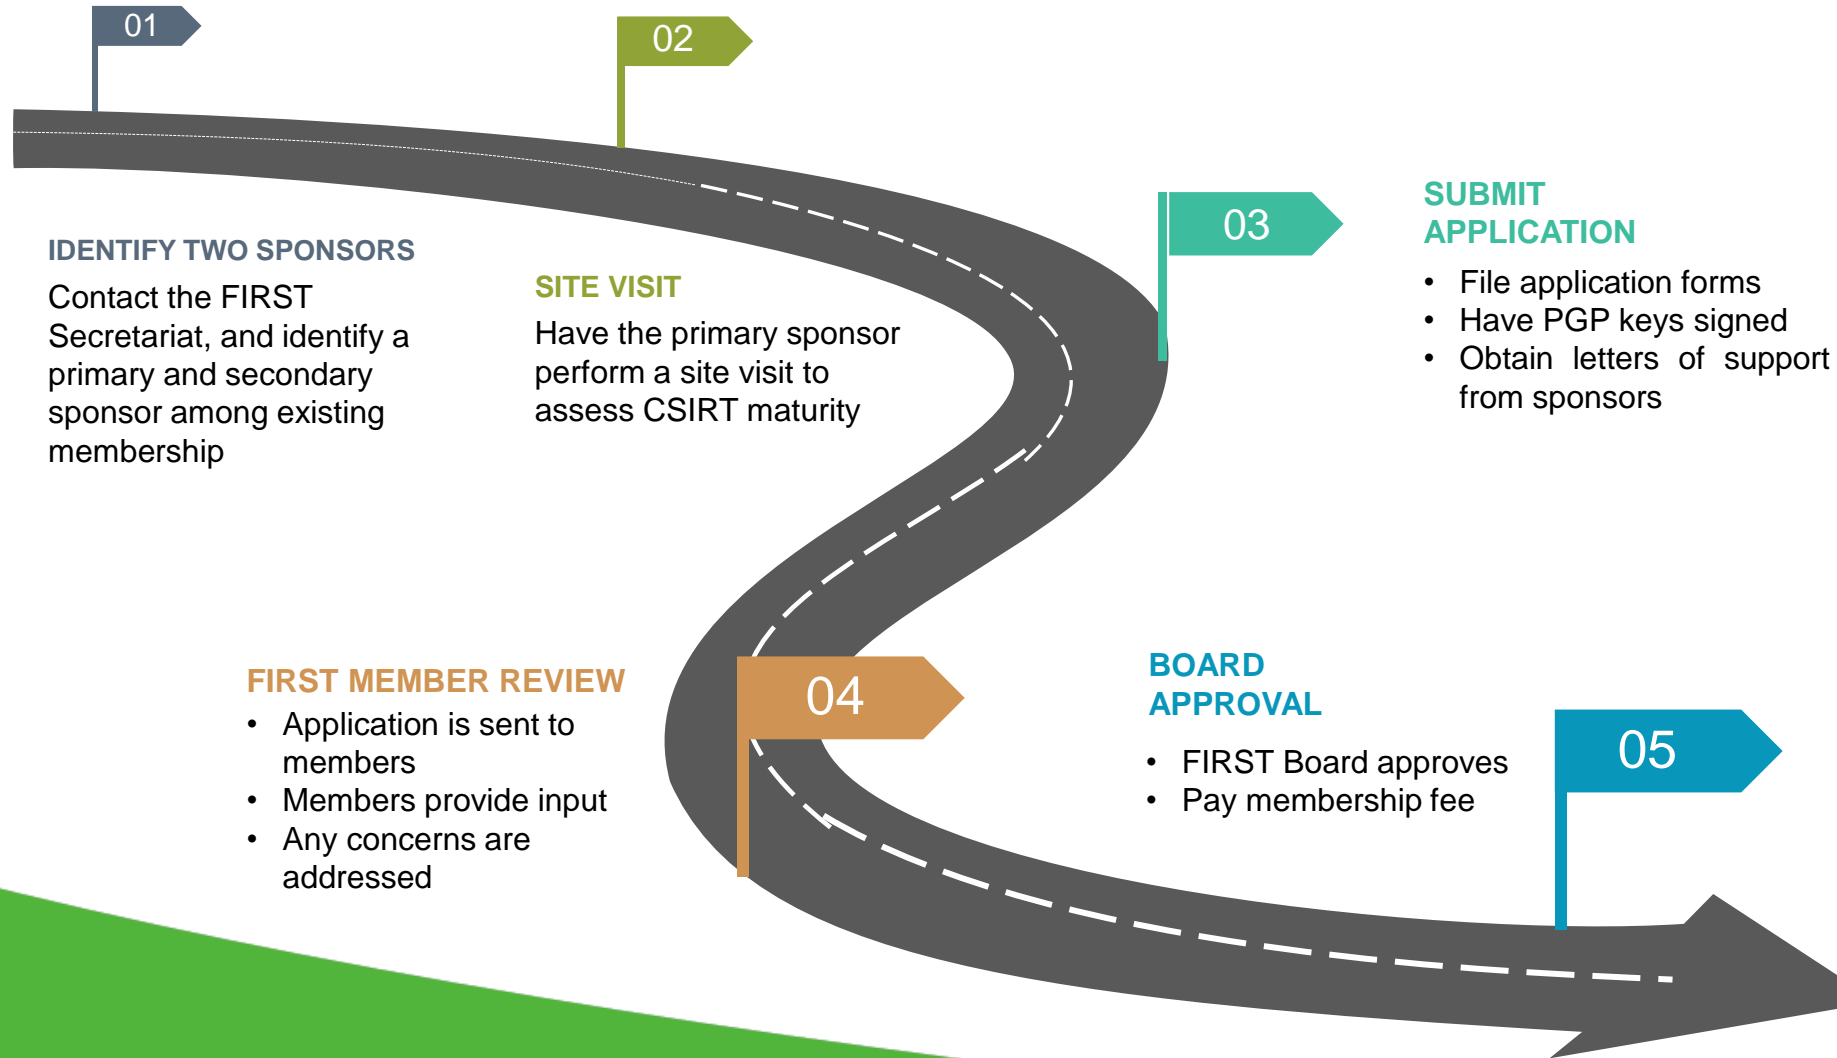 01
IDENTIFY TWO SPONSORS
Contact the FIRST
Secretariat, and identify a
primary and secondary
sponsor among existing
membership
02
SITE VISIT
Have the primary sponsor
perform a site visit to
assess CSIRT maturity
03
SUBMIT
APPLICATION
• File application forms
• Have PGP keys signed
• Obtain letters of support
from sponsors
04
FIRST MEMBER REVIEW
• Application is sent to
members
• Members provide input
• Any concerns are
addressed
05
BOARD
APPROVAL
• FIRST Board approves
• Pay membership fee